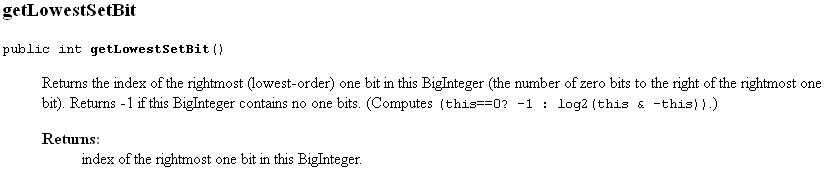 getLowestSetBit
public int getLowestSetBit()
Returns the index of the rightmost (lowest-order) one bit in this BigInteger (the number of zero bits to the right of the rightmost one
bit). Returns -1 if this BigInteger contains no one bits. (Computes (this==0? -1 : log2(this & -this)).)
Returns:
index of the rightmost one bit in this BigInteger.